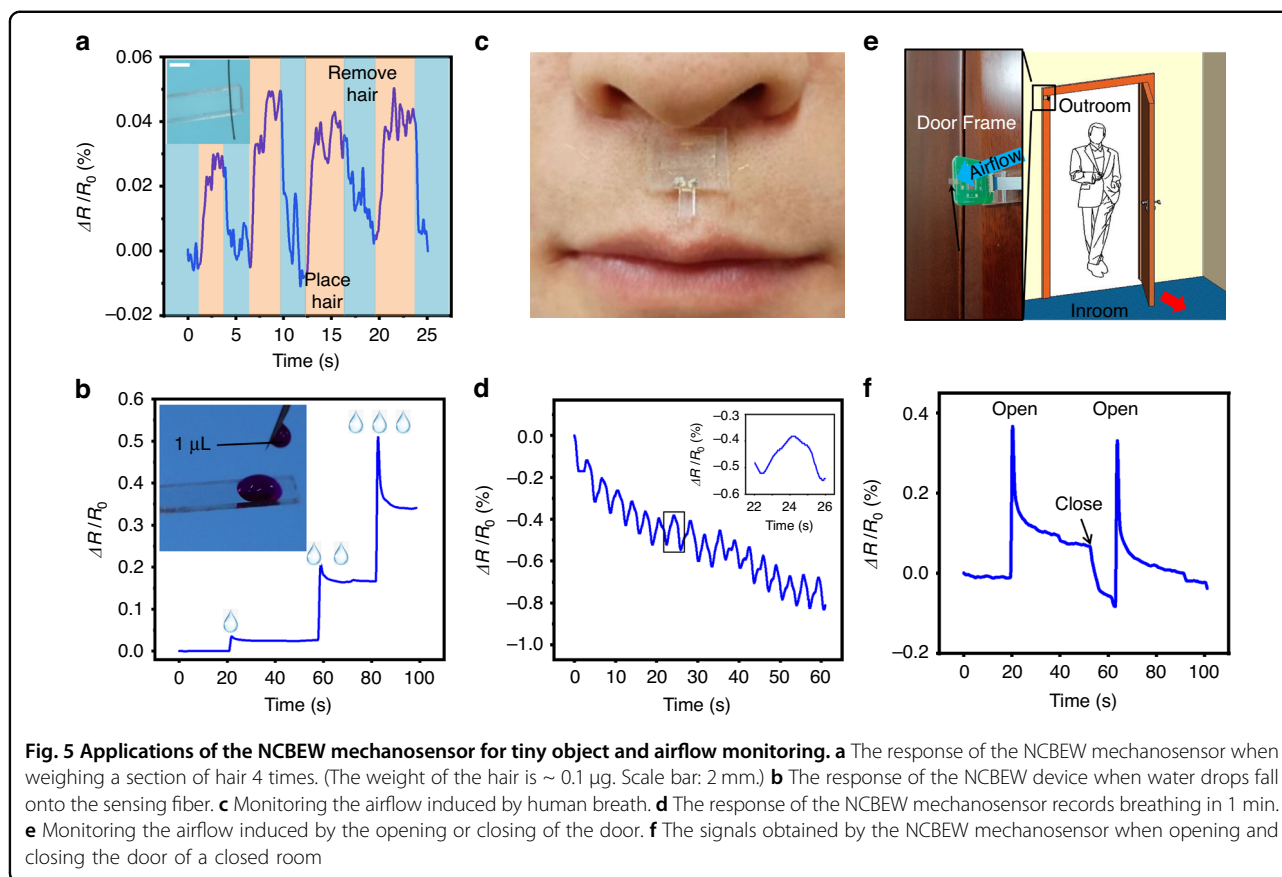 a
Remove
hair
Place
hair
ΔR/R0 (%)
0.06
0.04
0.02
0.00
−0.02
0 5 10 15 20 25
Time (s)
c
e
Outroom
Door Frame
Airflow
Inroom
b
1 μL
ΔR/R0
0.6
0.5
0.4
0.3
0.2
0.1
0.0
0 20 40 60 80 100
Time (s)
d
ΔR/R0 (%)
0.0
−0.2
−0.4
−0.6
−0.8
−1.0
0 10 20 30 40 50 60
Time (s)
ΔR/R0 (%)
−0.3
−0.4
−0.5
−0.6
22 24 26
Time (s)
f
Open Open
Close
ΔR/R0 (%)
0.4
0.2
0.0
−0.2
0 20 40 60 80 100
Time (s)
Fig. 5 Applications of the NCBEW mechanosensor for tiny object and airflow monitoring. a The response of the NCBEW mechanosensor when
weighing a section of hair 4 times. (The weight of the hair is ~ 0.1 μg. Scale bar: 2 mm.) b The response of the NCBEW device when water drops fall
onto the sensing fiber. c Monitoring the airflow induced by human breath. d The response of the NCBEW mechanosensor records breathing in 1 min.
e Monitoring the airflow induced by the opening or closing of the door. f The signals obtained by the NCBEW mechanosensor when opening and
closing the door of a closed room